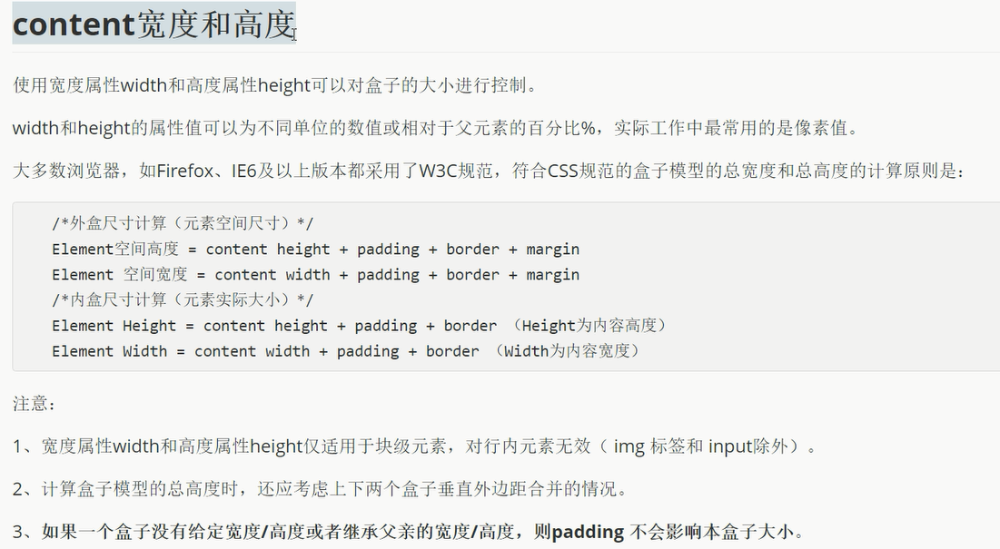 content宽度和高度
使用宽度属性width和高度属性height可以对盒子的大小进行控制。
width和height的属性值可以为不同单位的数值或相对于父元素的百分比%，实际工作中最常用的是像素值。
大多数浏览器，如Firefox、IE6及以上版本都采用了W3C规范，符合CSS规范的盒子模型的总宽度和总高度的计算原则是：
/*外盒尺寸计算（元素空间尺寸）*/
Element空间高度 = content height + padding + border + margin
Element 空间宽度 = content width + padding + border + margin
/*内盒尺寸计算（元素实际大小）*/
Element Height = content height + padding + border （Height为内容高度）
Element Width = content width + padding + border （Width为内容宽度）
注意：
1、宽度属性width和高度属性height仅适用于块级元素，对行内元素无效（ img 标签和 input除外）。
2、计算盒子模型的总高度时，还应考虑上下两个盒子垂直外边距合并的情况。
3、如果一个盒子没有给定宽度/高度或者继承父亲的宽度/高度，则padding 不会影响本盒子大小。